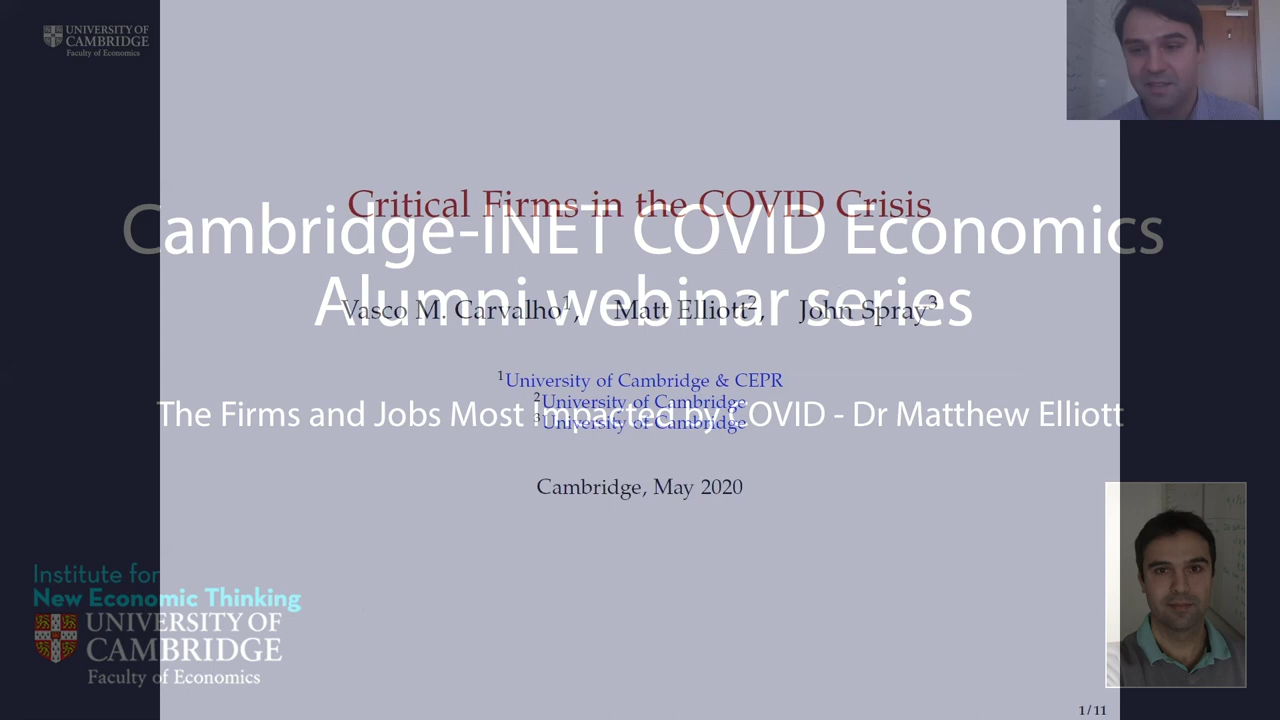 UNIVERSITY OF
CAMBRIDGE
Faculty of Economics
Critical Firms in the COVID Crisis
Cambridge-INET COVID Economics
Alumni webinar series
Vasco M. Carvalho¹, Matt Elliott², John Spray³
¹University of Cambridge & CEPR
²University of Cambridge
The Firms and Jobs Most Impacted by COVID - Dr Matthew Elliott
³University of Cambridge
Cambridge, May 2020
Institute for
New Economic Thinking
UNIVERSITY OF
CAMBRIDGE
Faculty of Economics
1 / 11